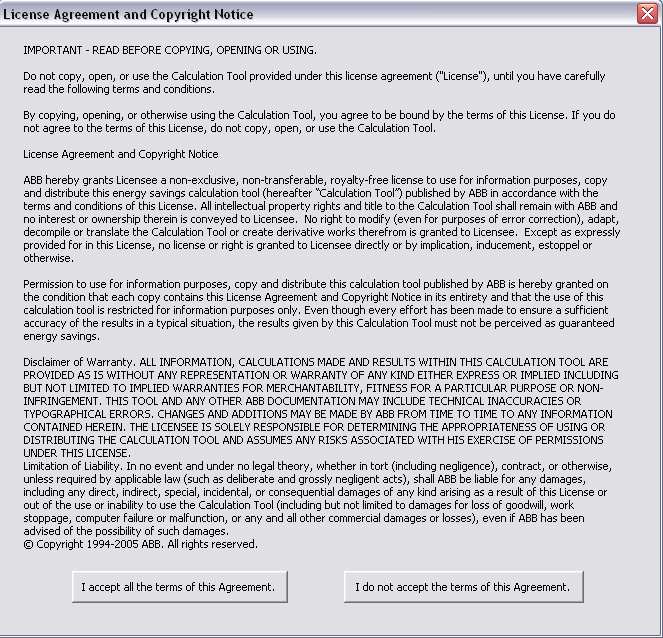 License Agreement and Copyright Notice
IMPORTANT - READ BEFORE COPYING, OPENING OR USING.
Do not copy, open, or use the Calculation Tool provided under this license agreement ("License"), until you have carefully
read the following terms and conditions.
By copying, opening, or otherwise using the Calculation Tool, you agree to be bound by the terms of this License. If you do
not agree to the terms of this License, do not copy, open, or use the Calculation Tool.
License Agreement and Copyright Notice
ABB hereby grants Licensee a non-exclusive, non-transferable, royalty-free license to use for information purposes, copy
and distribute this energy savings calculation tool (hereafter “Calculation Tool”) published by ABB in accordance with the
terms and conditions of this License. All intellectual property rights and title to the Calculation Tool shall remain with ABB and
no interest or ownership therein is conveyed to Licensee.  No right to modify (even for purposes of error correction), adapt,
decompile or translate the Calculation Tool or create derivative works therefrom is granted to Licensee.  Except as expressly
provided for in this License, no license or right is granted to Licensee directly or by implication, inducement, estoppel or
otherwise.
Permission to use for information purposes, copy and distribute this calculation tool published by ABB is hereby granted on
the condition that each copy contains this License Agreement and Copyright Notice in its entirety and that the use of this
calculation tool is restricted for information purposes only. Even though every effort has been made to ensure a sufficient
accuracy of the results in a typical situation, the results given by this Calculation Tool must not be perceived as guaranteed
energy savings.
Disclaimer of Warranty. ALL INFORMATION, CALCULATIONS MADE AND RESULTS WITHIN THIS CALCULATION TOOL ARE
PROVIDED AS IS WITHOUT ANY REPRESENTATION OR WARRANTY OF ANY KIND EITHER EXPRESS OR IMPLIED INCLUDING
BUT NOT LIMITED TO IMPLIED WARRANTIES FOR MERCHANTABILITY, FITNESS FOR A PARTICULAR PURPOSE OR NON-
INFRINGEMENT. THIS TOOL AND ANY OTHER ABB DOCUMENTATION MAY INCLUDE TECHNICAL INACCURACIES OR
TYPOGRAPHICAL ERRORS. CHANGES AND ADDITIONS MAY BE MADE BY ABB FROM TIME TO TIME TO ANY INFORMATION
CONTAINED HEREIN. THE LICENSEE IS SOLELY RESPONSIBLE FOR DETERMINING THE APPROPRIATENESS OF USING OR
DISTRIBUTING THE CALCULATION TOOL AND ASSUMES ANY RISKS ASSOCIATED WITH HIS EXERCISE OF PERMISSIONS
UNDER THIS LICENSE.
Limitation of Liability. In no event and under no legal theory, whether in tort (including negligence), contract, or otherwise,
unless required by applicable law (such as deliberate and grossly negligent acts), shall ABB be liable for any damages,
including any direct, indirect, special, incidental, or consequential damages of any kind arising as a result of this License or
out of the use or inability to use the Calculation Tool (including but not limited to damages for loss of goodwill, work
stoppage, computer failure or malfunction, or any and all other commercial damages or losses), even if ABB has been
advised of the possibility of such damages.
© Copyright 1994-2005 ABB. All rights reserved.
I accept all the terms of this Agreement.
I do not accept the terms of this Agreement.